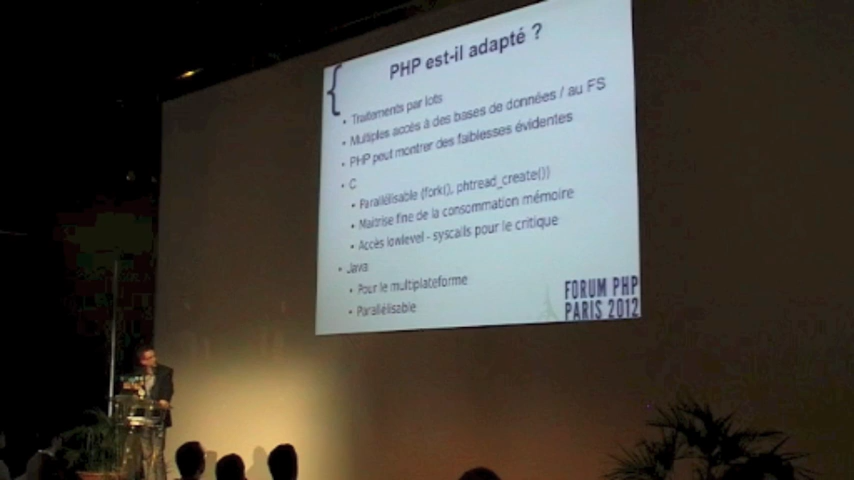 PHP est-il adapté ?
{
• Traitements par lots
• Multiples accès à des bases de données / au FS
• PHP peut montrer des faiblesses évidentes
• C
• Parallélisable (fork(), phtread_create())
• Maitrise fine de la consommation mémoire
• Accès lowlevel - syscalls pour le critique
• Java
• Pour le multiplateforme
• Parallélisable
FORUM PHP
PARIS 2012